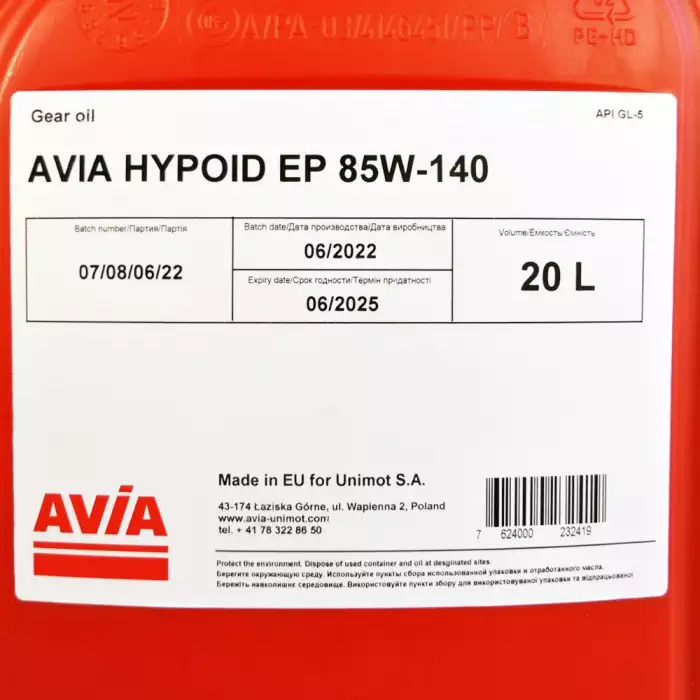 PE-HD
Gear oil
API GL-5
AVIA HYPOID EP 85W-140
Batch number/Партия/Партія
07/08/06/22
Batch date/Дата производства/Дата виробництва
06/2022
Expiry date/Срок годности/Термін придатності
06/2025
Volume/Емкость/Ємність
20 L
AVIA
Made in EU for Unimot S.A.
43-174 Łaziska Górne, ul. Wapienna 2, Poland
www.avia-unimot.com
tel. + 41 78 322 86 50
7 624000 232419
Protect the environment. Dispose of used container and oil at desginated sites.
Берегите окружающую среду. Используйте пункты сбора использованной упаковки и отработанного масла.
Бережіть навколишнє середовище. Використовуйте пункти збору для використовуваної упаковки та відпрацьованої